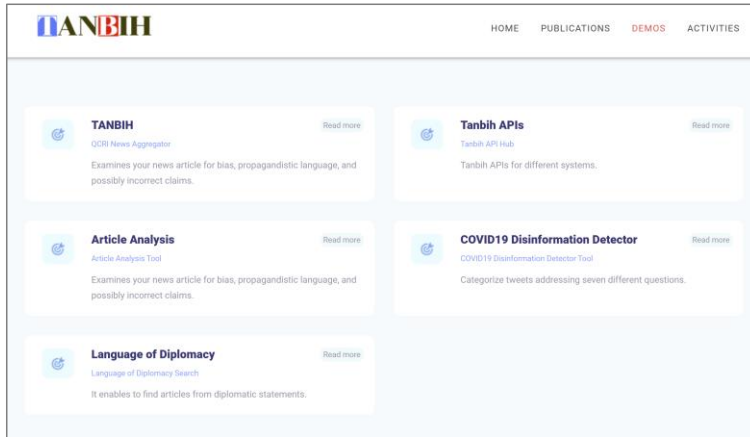 TANBIH
HOME PUBLICATIONS DEMOS ACTIVITIES
TANBIH Read more
QCRI News Aggregator
Examines your news article for bias, propagandistic language, and
possibly incorrect claims.
Tanbih APIs Read more
Tanbih API Hub
Tanbih APIs for different systems.
Article Analysis Read more
Article Analysis Tool
Examines your news article for bias, propagandistic language, and
possibly incorrect claims.
COVID19 Disinformation Detector Read more
COVID19 Disinformation Detector Tool
Categorize tweets addressing seven different questions.
Language of Diplomacy Read more
Language of Diplomacy Search
It enables to find articles from diplomatic statements.